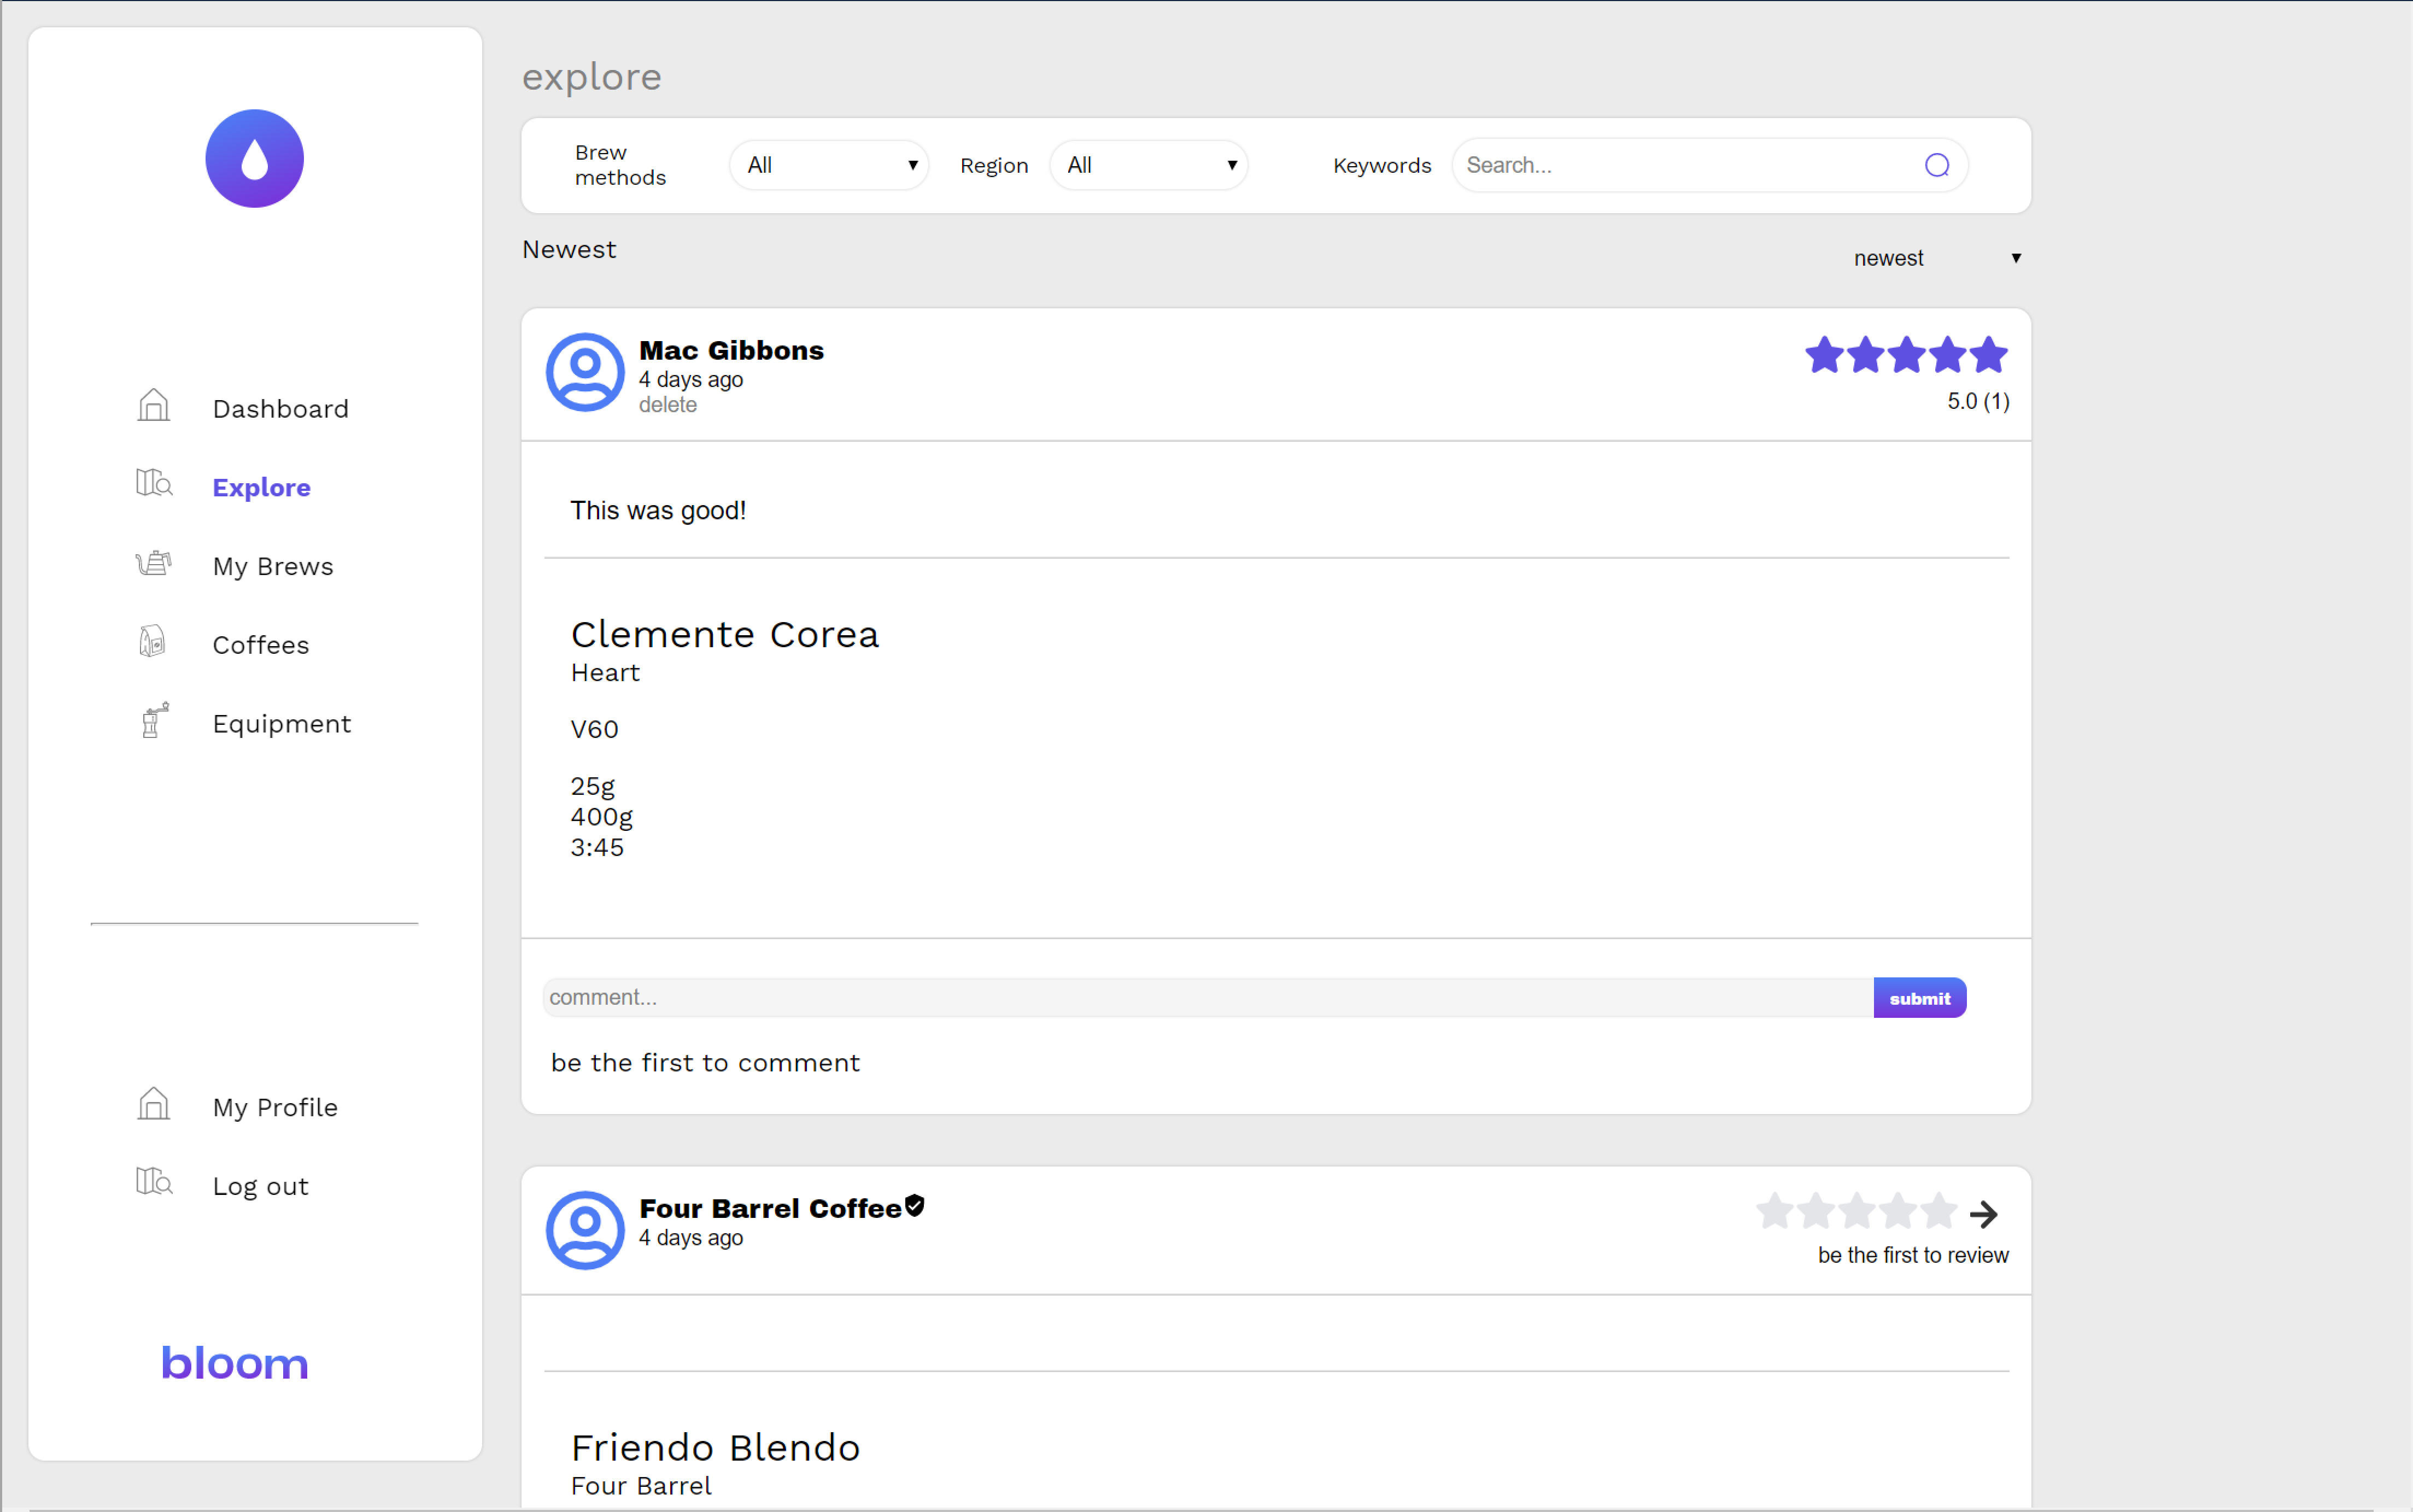 Dashboard
Explore
My Brews
Coffees
Equipment
My Profile
Log out
bloom
explore
Brew
methods
All
Region
All
Keywords
Search...
Newest
newest
Mac Gibbons
4 days ago
delete
5.0 (1)
This was good!
Clemente Corea
Heart
V60
25g
400g
3:45
comment...
submit
be the first to comment
Four Barrel Coffee
4 days ago
be the first to review
Friendo Blendo
Four Barrel